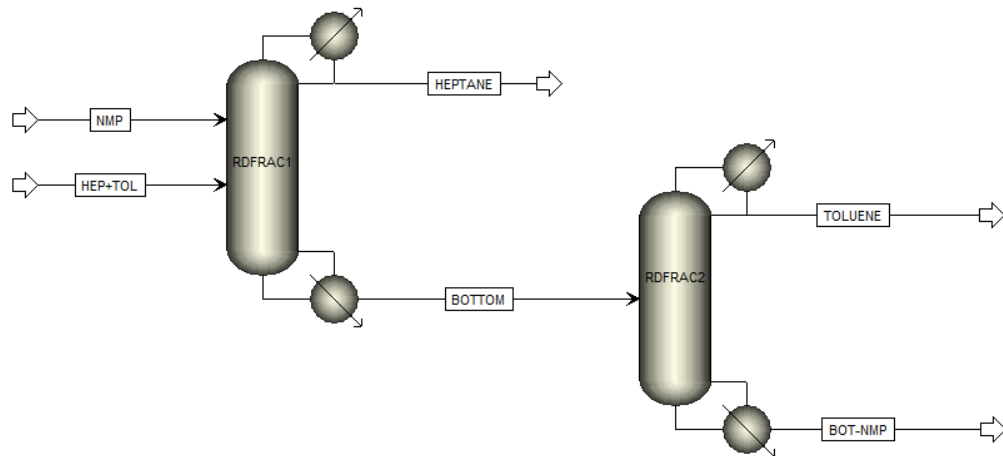 HEPTANE
NMP
RDFRAC1
HEP+TOL
TOLUENE
RDFRAC2
BOTTOM
BOT-NMP